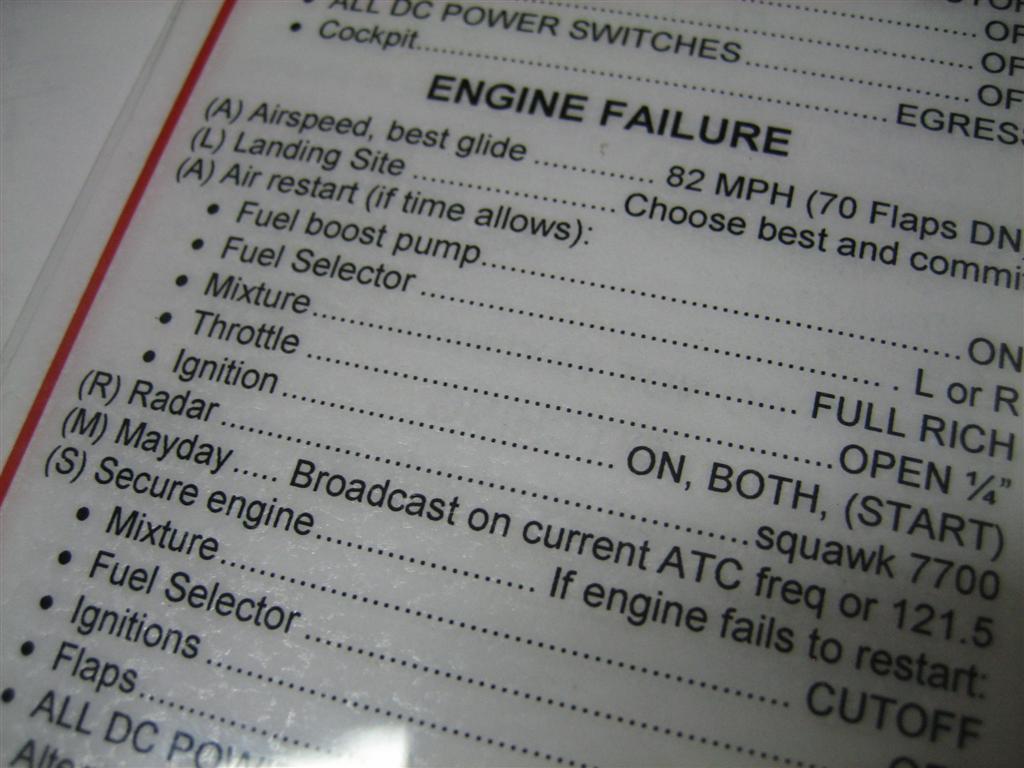 OF
• ALL DC POWER SWITCHES........................ OF
• Cockpit........................................................ EGRESS
ENGINE FAILURE
(A) Airspeed, best glide ................ 82 MPH (70 Flaps DN
(L) Landing Site ........................ Choose best and commit
(A) Air restart (if time allows):
• Fuel boost pump.................................................ON
• Fuel Selector ................................................ L or R
• Mixture.................................................. FULL RICH
• Throttle ....................................................OPEN ¼"
• Ignition ................................ ON, BOTH, (START)
(R) Radar ..................................................squawk 7700
(M) Mayday..... Broadcast on current ATC freq or 121.5
(S) Secure engine........................ If engine fails to restart:
• Mixture...................................................... CUTOFF
• Fuel Selector ....................................................
• Ignitions ....................................................
• Flaps....................................................
• ALL DC